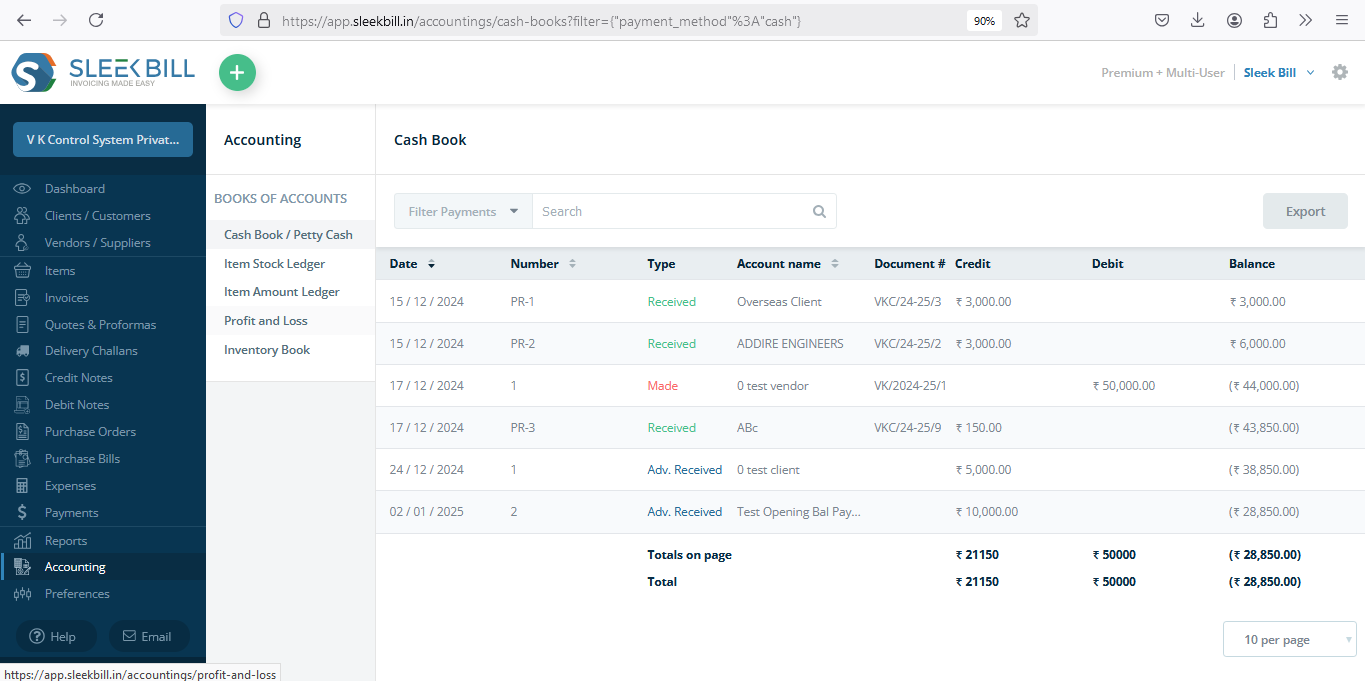 https://app.sleekbill.in/accountings/cash-books?filter={"payment_method"%3A"cash"}
90%
SLEEK BILL
INVOICING MADE EASY
+
Premium + Multi-User
Sleek Bill
V K Control System Privat...
Dashboard
Clients / Customers
Vendors / Suppliers
Items
Invoices
Quotes & Proformas
Delivery Challans
Credit Notes
Debit Notes
Purchase Orders
Purchase Bills
Expenses
Payments
Reports
Accounting
Preferences
Help
Email
Accounting
BOOKS OF ACCOUNTS
Cash Book / Petty Cash
Item Stock Ledger
Item Amount Ledger
Profit and Loss
Inventory Book
Cash Book
Filter Payments
Search
Export
Date Number Type Account name Document # Credit Debit Balance
15 / 12 / 2024 PR-1 Received Overseas Client VKC/24-25/3 ₹ 3,000.00 ₹ 3,000.00
15 / 12 / 2024 PR-2 Received ADDIRE ENGINEERS VKC/24-25/2 ₹ 3,000.00 ₹ 6,000.00
17 / 12 / 2024 1 Made 0 test vendor VK/2024-25/1 ₹ 50,000.00 (₹ 44,000.00)
17 / 12 / 2024 PR-3 Received ABc VKC/24-25/9 ₹ 150.00 (₹ 43,850.00)
24 / 12 / 2024 1 Adv. Received 0 test client ₹ 5,000.00 (₹ 38,850.00)
02 / 01 / 2025 2 Adv. Received Test Opening Bal Pay... ₹ 10,000.00 (₹ 28,850.00)
Totals on page ₹ 21150 ₹ 50000 (₹ 28,850.00)
Total ₹ 21150 ₹ 50000 (₹ 28,850.00)
10 per page
https://app.sleekbill.in/accountings/profit-and-loss